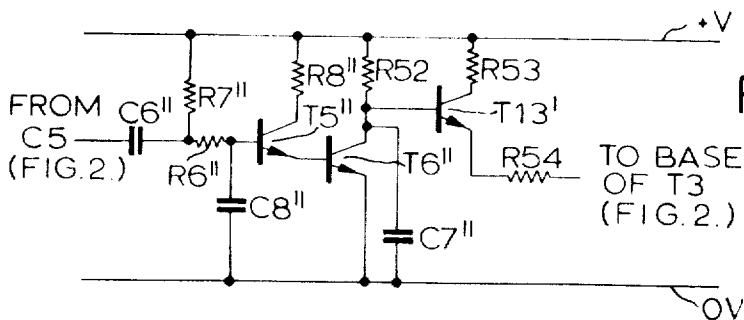 +V
R7"
R8"
R52
R53
F
FROM
C5
(FIG.2.)
C6"
R6"
T5"
T6"
T13'
R54
TO BASE
OF T3
(FIG.2.)
C8"
C7"
OV